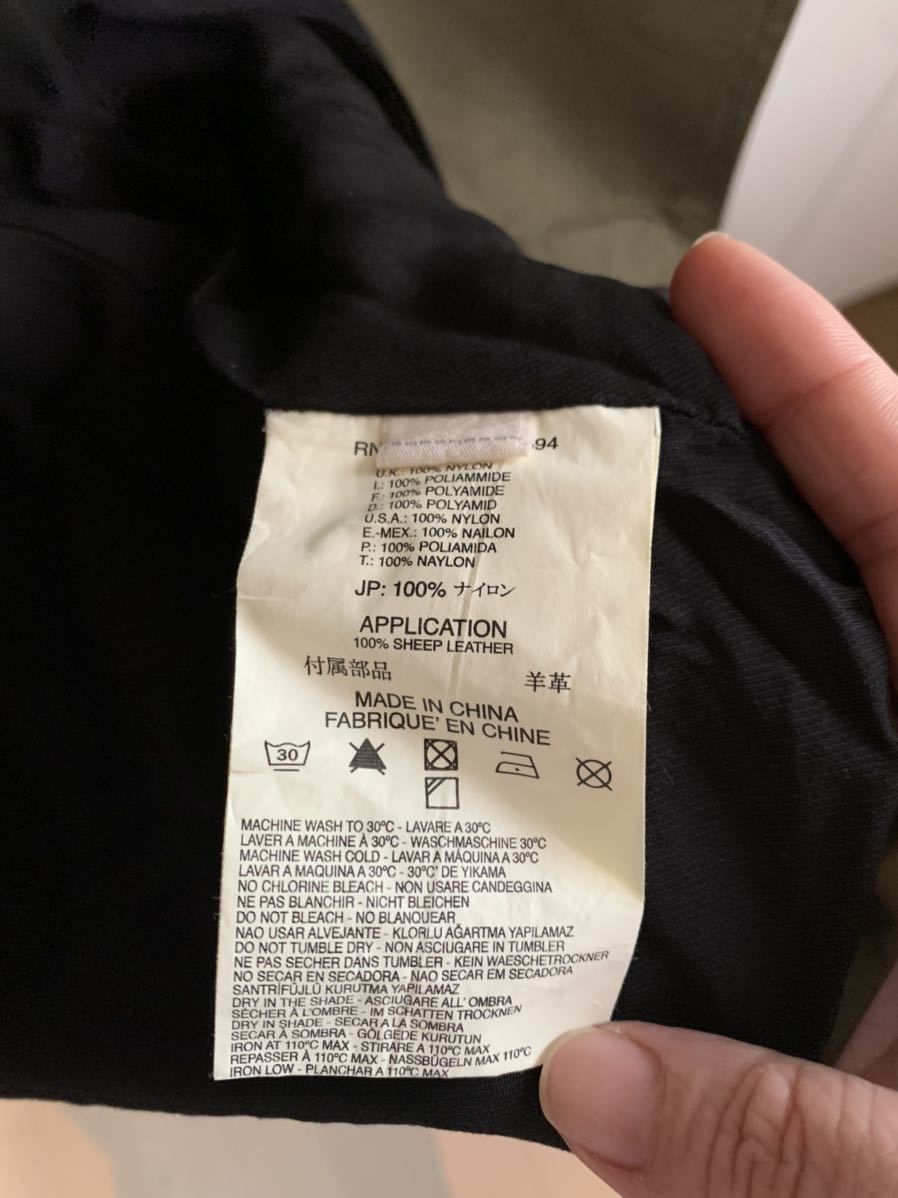 RN 94
U.K.: 100% NYLON
I.: 100% POLIAMMIDE
F.: 100% POLYAMIDE
D.: 100% POLYAMID
U.S.A.: 100% NYLON
E.-MEX.: 100% NAILON
P.: 100% POLIAMIDA
T.: 100% NAYLON
JP: 100% ナイロン
APPLICATION
100% SHEEP LEATHER
付属部品 羊革
MADE IN CHINA
FABRIQUE' EN CHINE
30
MACHINE WASH TO 30°C - LAVARE A 30°C
LAVER A MACHINE À 30°C - WASCHMASCHINE 30°C
MACHINE WASH COLD - LAVAR A MÁQUINA A 30°C
LAVAR A MAQUINA A 30°C - 30°C' DE YIKAMA
NO CHLORINE BLEACH - NON USARE CANDEGGINA
NE PAS BLANCHIR - NICHT BLEICHEN
DO NOT BLEACH - NO BLANQUEAR
NAO USAR ALVEJANTE - KLORLU AĞARTMA YAPILAMAZ
DO NOT TUMBLE DRY - NON ASCIUGARE IN TUMBLER
NE PAS SECHER DANS TUMBLER - KEIN WAESCHETROCKNER
NO SECAR EN SECADORA - NAO SECAR EM SECADORA
SANTRİFÜJLÜ KURUTMA YAPILAMAZ
DRY IN THE SHADE - ASCIUGARE ALL' OMBRA
SÉCHER À L'OMBRE - IM SCHATTEN TROCKNEN
DRY IN SHADE - SECAR A LA SOMBRA
SECAR À SOMBRA - GÖLGEDE KURUTUN
IRON AT 110°C MAX - STIRARE A 110°C MAX
REPASSER À 110°C MAX - NASSBÜGELN MAX 110°C
IRON LOW - PLANCHAR A 110°C MAX